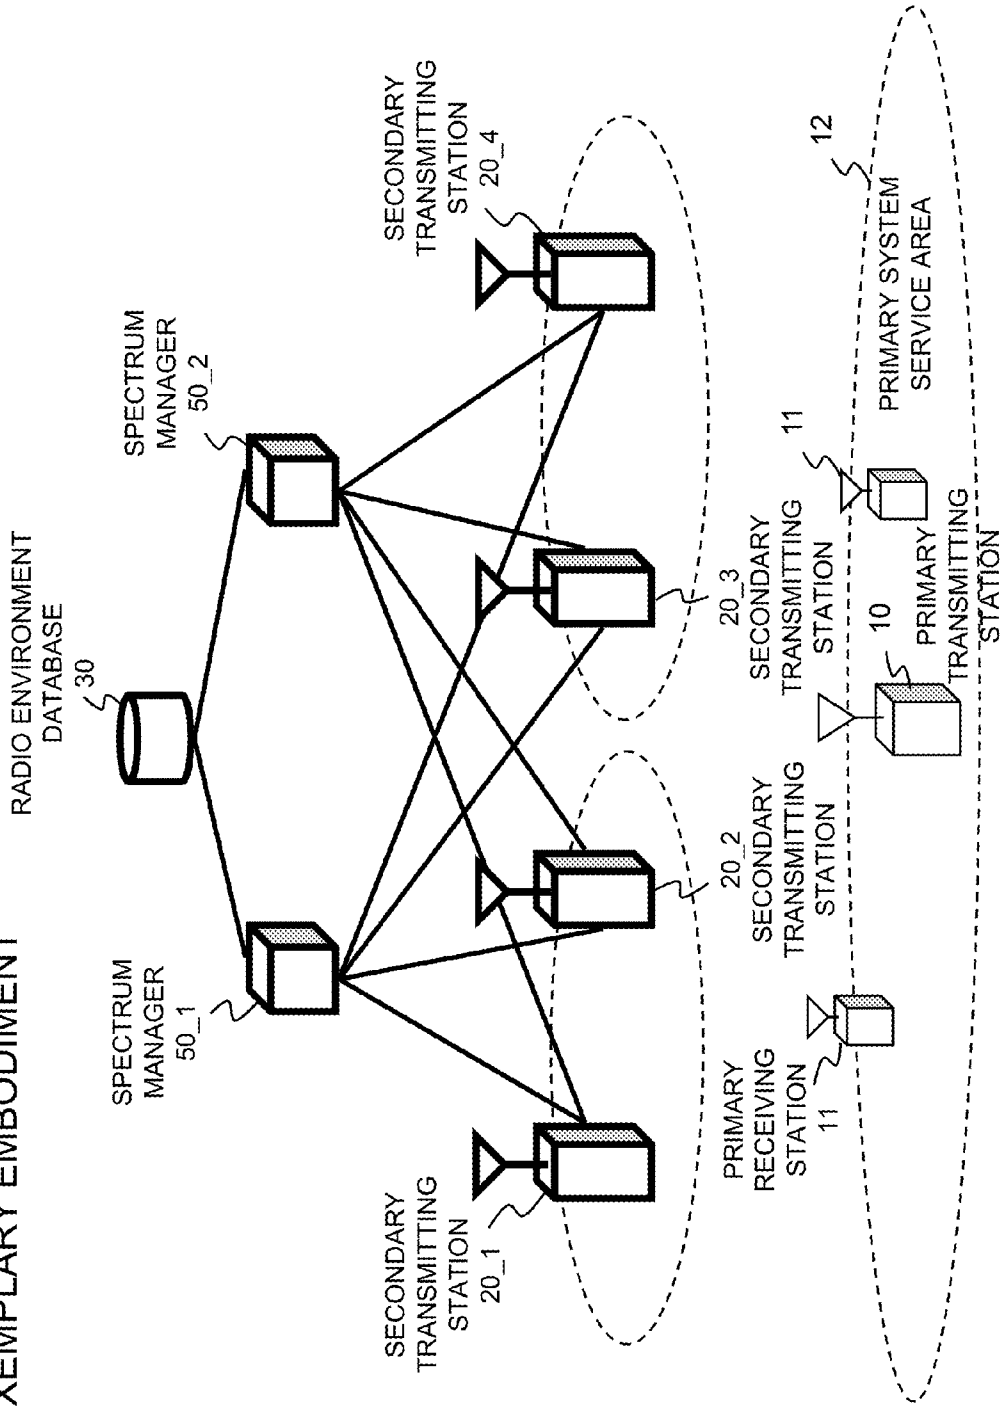 XEMPLARY EMBODIMENT
RADIO ENVIRONMENT
DATABASE
30
SPECTRUM
MANAGER
50_1
SPECTRUM
MANAGER
50_2
SECONDARY
TRANSMITTING
STATION
20_1
SECONDARY
TRANSMITTING
STATION
20_4
20_2
SECONDARY
TRANSMITTING
STATION
20_3
SECONDARY
TRANSMITTING
STATION
PRIMARY
RECEIVING
STATION
11
11
10
PRIMARY
TRANSMITTING
STATION
12
PRIMARY SYSTEM
SERVICE AREA